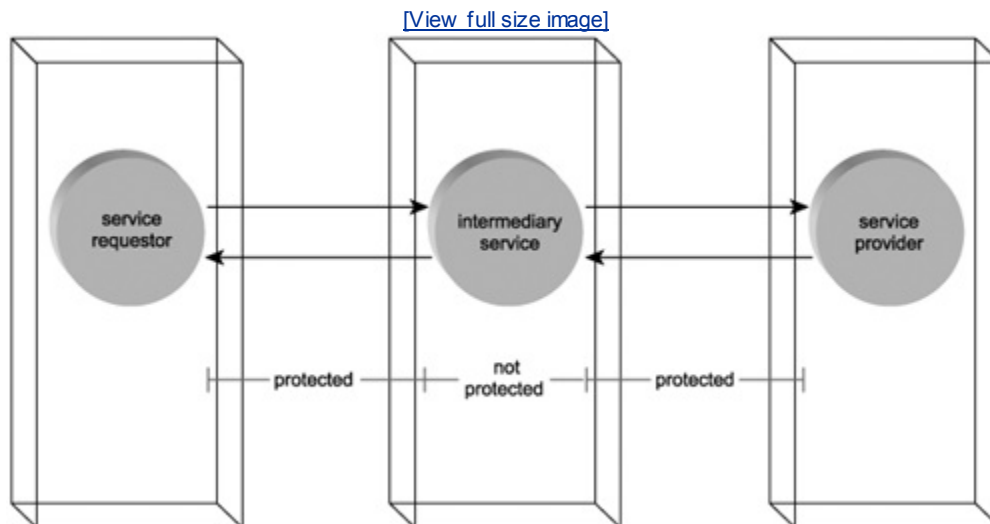 [View full size image]
service
requestor
intermediary
service
service
provider
protected
not
protected
protected